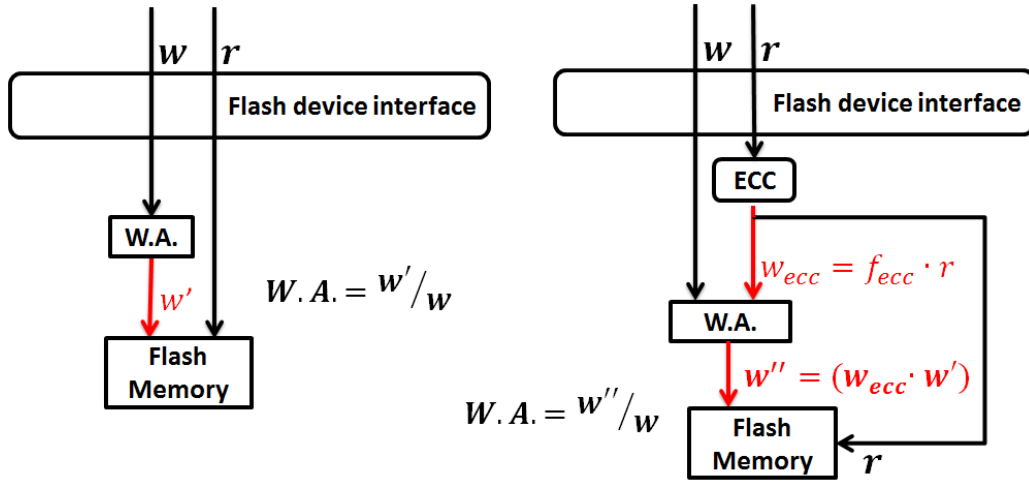 w r
Flash device interface
W.A.
w'
W.A.= w'/w
Flash
Memory
w r
Flash device interface
ECC
w_ecc = f_ecc · r
W.A.
w'' = (w_ecc· w')
W.A.= w''/w
Flash
Memory
r